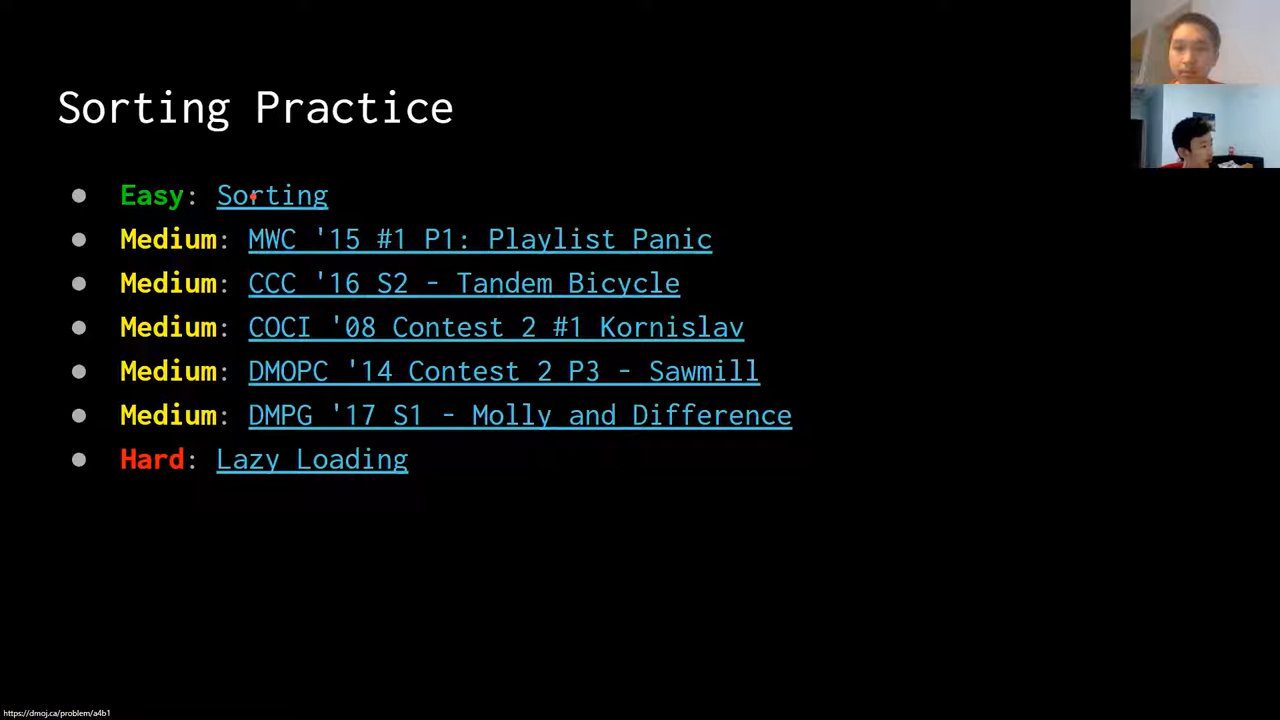 Sorting Practice
● Easy: Sorting
● Medium: MWC '15 #1 P1: Playlist Panic
● Medium: CCC '16 S2 - Tandem Bicycle
● Medium: COCI '08 Contest 2 #1 Kornislav
● Medium: DMOPC '14 Contest 2 P3 - Sawmill
● Medium: DMPG '17 S1 - Molly and Difference
● Hard: Lazy Loading
https://dmoj.ca/problem/a4b1